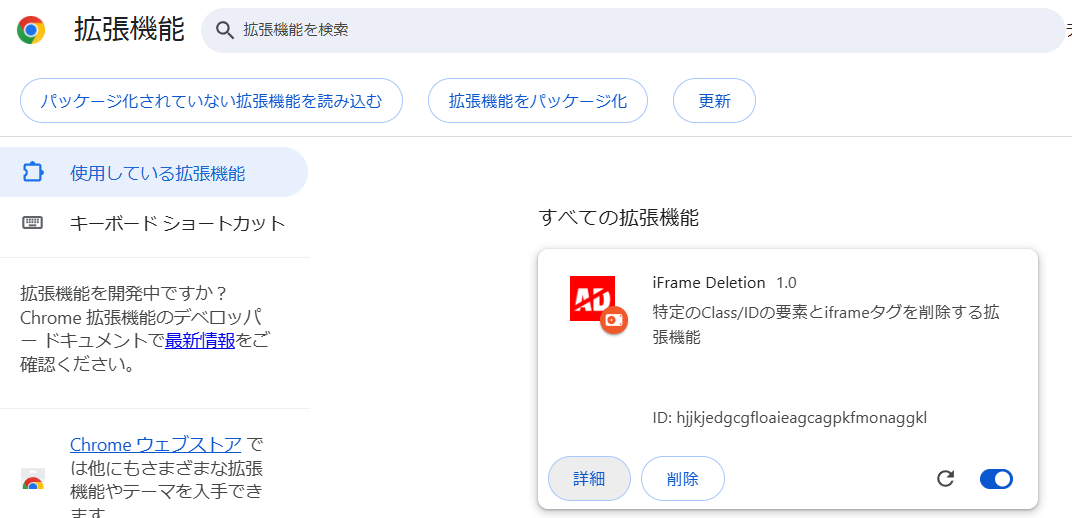 拡張機能
拡張機能を検索
パッケージ化されていない拡張機能を読み込む
拡張機能をパッケージ化
更新
使用している拡張機能
キーボード ショートカット
拡張機能を開発中ですか？
Chrome 拡張機能のデベロッパ
ー ドキュメントで最新情報をご
確認ください。
Chrome ウェブストア で
は他にもさまざまな拡張
機能やテーマを入手でき
ます
すべての拡張機能
AD
iFrame Deletion 1.0
特定のClass/IDの要素とiframeタグを削除する拡
張機能
ID: hjjkjedgcgfloaieagcagpkfmonaggkl
詳細
削除